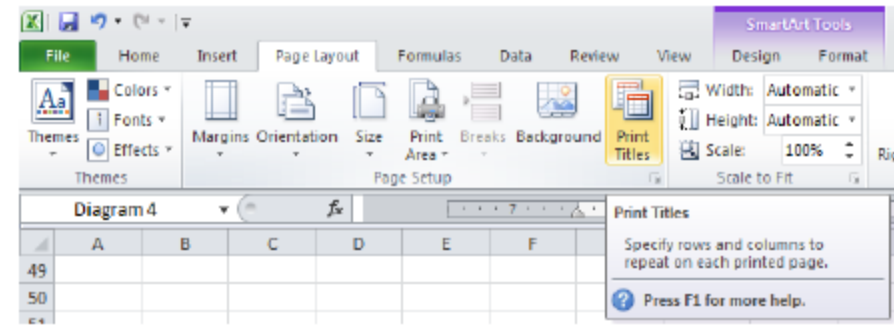 SmartArt Tools
File Home Insert Page Layout Formulas Data Review View Design Format
Themes
Colors
Fonts
Effects
Margins Orientation Size Print Area Breaks Background Print Titles
Width: Automatic
Height: Automatic
Scale: 100%
Themes Page Setup Scale to Fit
Diagram 4 fx 7
Print Titles
A B C D E F
Specify rows and columns to
repeat on each printed page.
49
50
Press F1 for more help.
51